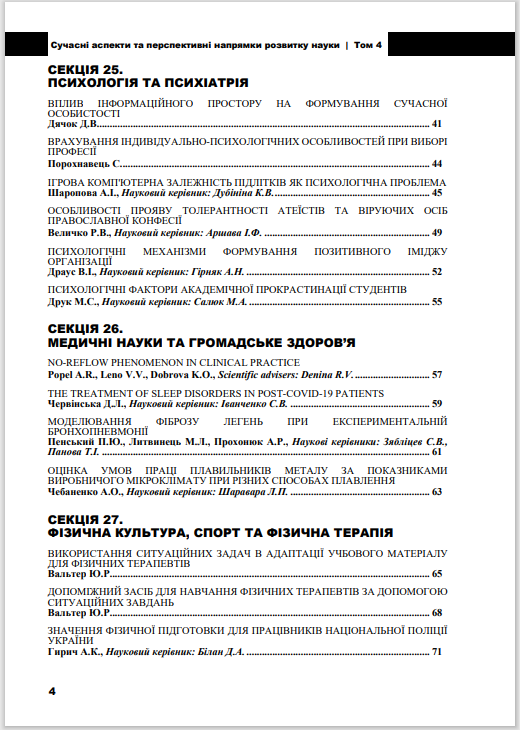 Сучасні аспекти та перспективні напрямки розвитку науки | Том 4
СЕКЦІЯ 25.
ПСИХОЛОГІЯ ТА ПСИХІАТРІЯ
ВПЛИВ ІНФОРМАЦІЙНОГО ПРОСТОРУ НА ФОРМУВАННЯ СУЧАСНОЇ
ОСОБИСТОСТІ
Дячок Д.В. 41
ВРАХУВАННЯ ІНДИВІДУАЛЬНО-ПСИХОЛОГІЧНИХ ОСОБЛИВОСТЕЙ ПРИ ВИБОРІ
ПРОФЕСІЇ
Порохнавець С. 44
ІГРОВА КОМП'ЮТЕРНА ЗАЛЕЖНІСТЬ ПІДЛІТКІВ ЯК ПСИХОЛОГІЧНА ПРОБЛЕМА
Шаропова А.І., Науковий керівник: Дубініна К.В. 45
ОСОБЛИВОСТІ ПРОЯВУ ТОЛЕРАНТНОСТІ АТЕЇСТІВ ТА ВІРУЮЧИХ ОСІБ
ПРАВОСЛАВНОЇ КОНФЕСІЇ
Величко Р.В., Науковий керівник: Аршава І.Ф. 49
ПСИХОЛОГІЧНІ МЕХАНІЗМИ ФОРМУВАННЯ ПОЗИТИВНОГО ІМІДЖУ
ОРГАНІЗАЦІЇ
Драус В.І., Науковий керівник: Гірняк А.Н. 52
ПСИХОЛОГІЧНІ ФАКТОРИ АКАДЕМІЧНОЇ ПРОКРАСТИНАЦІЇ СТУДЕНТІВ
Друк М.С., Науковий керівник: Салюк М.А. 55
СЕКЦІЯ 26.
МЕДИЧНІ НАУКИ ТА ГРОМАДСЬКЕ ЗДОРОВ'Я
NO-REFLOW PHENOMENON IN CLINICAL PRACTICE
Popel A.R., Leno V.V., Dobrova K.O., Scientific advisers: Denina R.V. 57
THE TREATMENT OF SLEEP DISORDERS IN POST-COVID-19 PATIENTS
Червінська Д.Л., Науковий керівник: Іванченко С.В. 59
МОДЕЛЮВАННЯ ФІБРОЗУ ЛЕГЕНЬ ПРИ ЕКСПЕРИМЕНТАЛЬНІЙ
БРОНХОПНЕВМОНІЇ
Пенський П.Ю., Литвинець М.Л., Прохонюк А.Р., Наукові керівники: Зябліцев С.В.,
Панова Т.І. 61
ОЦІНКА УМОВ ПРАЦІ ПЛАВИЛЬНИКІВ МЕТАЛУ ЗА ПОКАЗНИКАМИ
ВИРОБНИЧОГО МІКРОКЛІМАТУ ПРИ РІЗНИХ СПОСОБАХ ПЛАВЛЕННЯ
Чебаненко А.О., Науковий керівник: Шаравара Л.П. 63
СЕКЦІЯ 27.
ФІЗИЧНА КУЛЬТУРА, СПОРТ ТА ФІЗИЧНА ТЕРАПІЯ
ВИКОРИСТАННЯ СИТУАЦІЙНИХ ЗАДАЧ В АДАПТАЦІЇ УЧБОВОГО МАТЕРІАЛУ
ДЛЯ ФІЗИЧНИХ ТЕРАПЕВТІВ
Вальтер Ю.Р. 65
ДОПОМІЖНИЙ ЗАСІБ ДЛЯ НАВЧАННЯ ФІЗИЧНИХ ТЕРАПЕВТІВ ЗА ДОПОМОГОЮ
СИТУАЦІЙНИХ ЗАВДАНЬ
Вальтер Ю.Р. 68
ЗНАЧЕННЯ ФІЗИЧНОЇ ПІДГОТОВКИ ДЛЯ ПРАЦІВНИКІВ НАЦІОНАЛЬНОЇ ПОЛІЦІЇ
УКРАЇНИ
Гирич А.К., Науковий керівник: Білан Д.А. 71
4